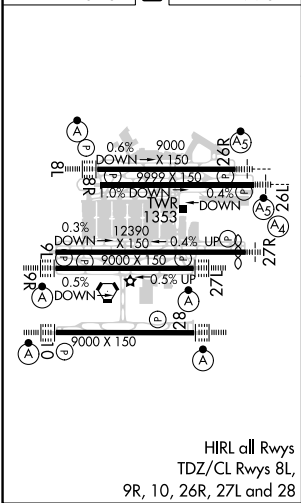 A
P
0.6%
DOWN
9000
X 150
26R
A5
8L
8R
P
P
9999 X 150
1.0% DOWN
0.4%
DOWN
TWR
1353
26L
A5
A4
0.3%
DOWN
12390
X 150
0.4% UP
P
27R
9L
P
P
9000 X 150
P
9R
A
0.5%
DOWN
0.5% UP
27L
A
28
P
10
P
9000 X 150
A
A
HIRL all Rwys
TDZ/CL Rwys 8L,
9R, 10, 26R, 27L and 28